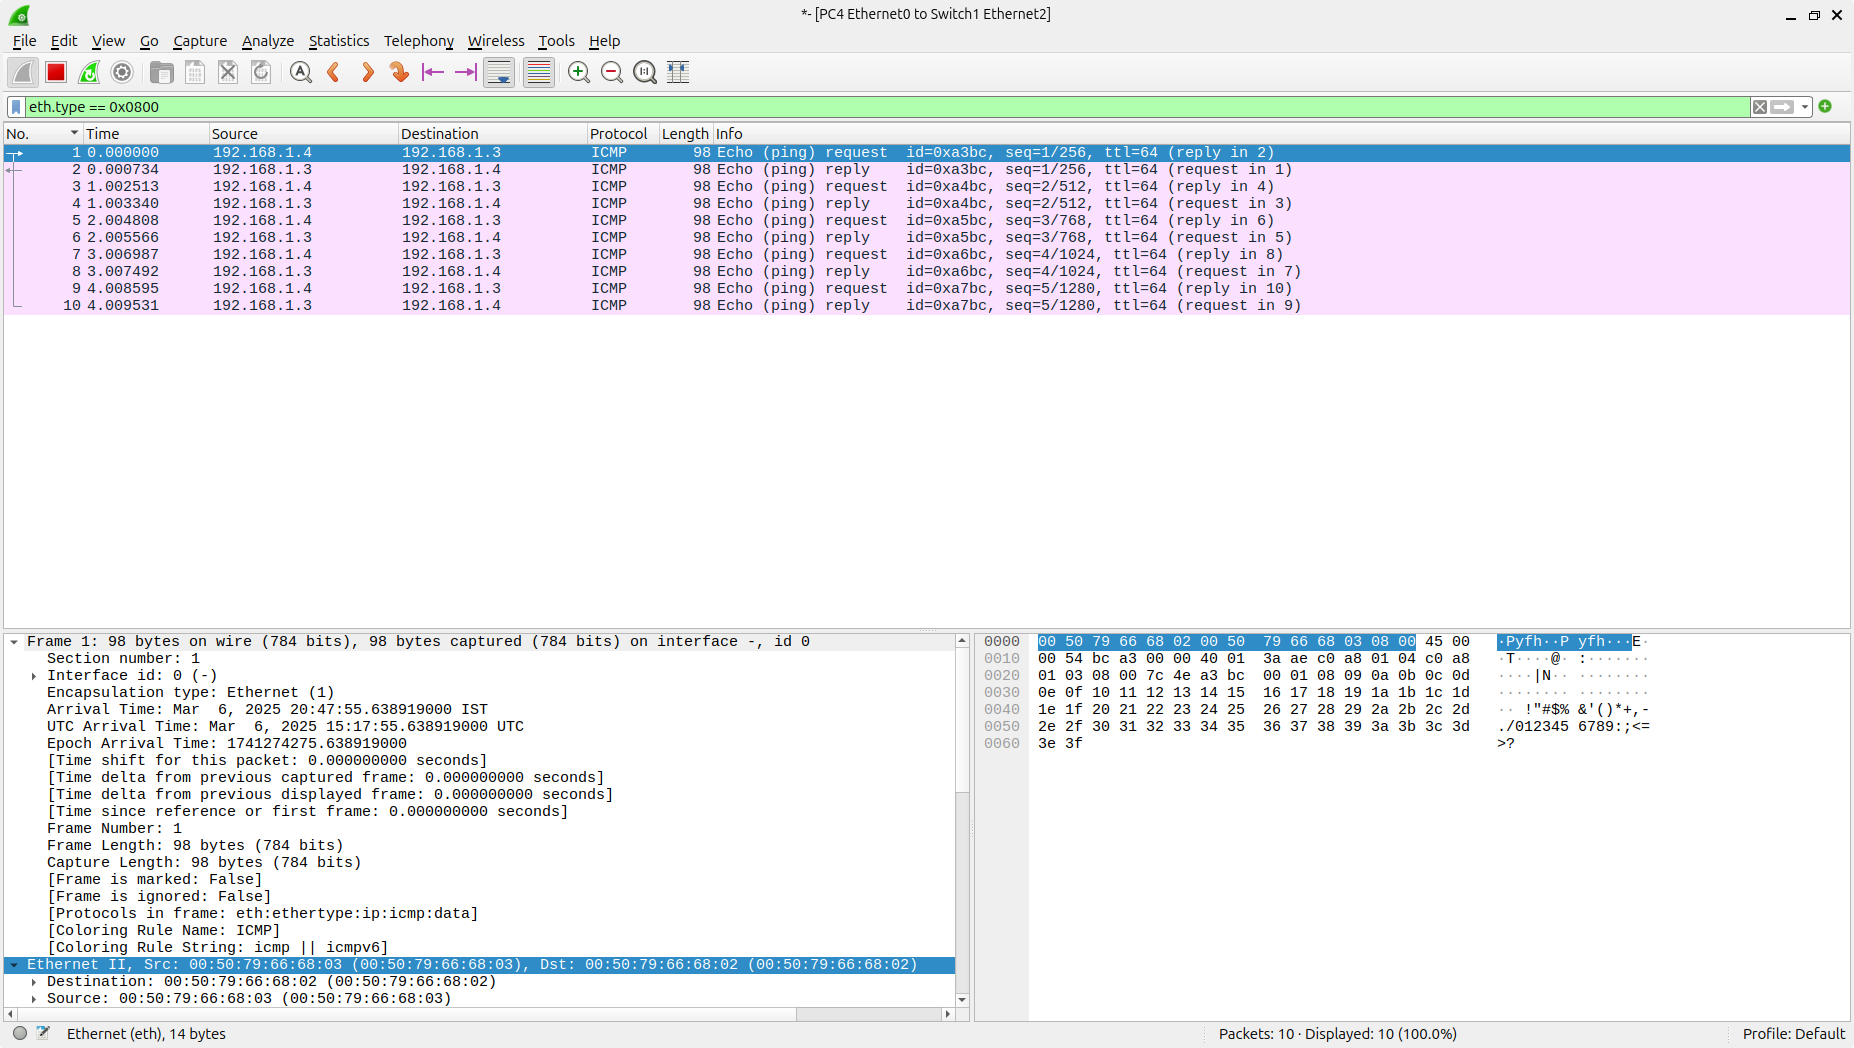 *- [PC4 Ethernet0 to Switch1 Ethernet2]
File Edit View Go Capture Analyze Statistics Telephony Wireless Tools Help
eth.type == 0x0800
No. Time Source Destination Protocol Length Info
1 0.000000 192.168.1.4 192.168.1.3 ICMP 98 Echo (ping) request id=0xa3bc, seq=1/256, ttl=64 (reply in 2)
2 0.000734 192.168.1.3 192.168.1.4 ICMP 98 Echo (ping) reply id=0xa3bc, seq=1/256, ttl=64 (request in 1)
3 1.002513 192.168.1.4 192.168.1.3 ICMP 98 Echo (ping) request id=0xa4bc, seq=2/512, ttl=64 (reply in 4)
4 1.003340 192.168.1.3 192.168.1.4 ICMP 98 Echo (ping) reply id=0xa4bc, seq=2/512, ttl=64 (request in 3)
5 2.004808 192.168.1.4 192.168.1.3 ICMP 98 Echo (ping) request id=0xa5bc, seq=3/768, ttl=64 (reply in 6)
6 2.005566 192.168.1.3 192.168.1.4 ICMP 98 Echo (ping) reply id=0xa5bc, seq=3/768, ttl=64 (request in 5)
7 3.006987 192.168.1.4 192.168.1.3 ICMP 98 Echo (ping) request id=0xa6bc, seq=4/1024, ttl=64 (reply in 8)
8 3.007492 192.168.1.3 192.168.1.4 ICMP 98 Echo (ping) reply id=0xa6bc, seq=4/1024, ttl=64 (request in 7)
9 4.008595 192.168.1.4 192.168.1.3 ICMP 98 Echo (ping) request id=0xa7bc, seq=5/1280, ttl=64 (reply in 10)
10 4.009531 192.168.1.3 192.168.1.4 ICMP 98 Echo (ping) reply id=0xa7bc, seq=5/1280, ttl=64 (request in 9)
Frame 1: 98 bytes on wire (784 bits), 98 bytes captured (784 bits) on interface -, id 0
Section number: 1
Interface id: 0 (-)
Encapsulation type: Ethernet (1)
Arrival Time: Mar  6, 2025 20:47:55.638919000 IST
UTC Arrival Time: Mar  6, 2025 15:17:55.638919000 UTC
Epoch Arrival Time: 1741274275.638919000
[Time shift for this packet: 0.000000000 seconds]
[Time delta from previous captured frame: 0.000000000 seconds]
[Time delta from previous displayed frame: 0.000000000 seconds]
[Time since reference or first frame: 0.000000000 seconds]
Frame Number: 1
Frame Length: 98 bytes (784 bits)
Capture Length: 98 bytes (784 bits)
[Frame is marked: False]
[Frame is ignored: False]
[Protocols in frame: eth:ethertype:ip:icmp:data]
[Coloring Rule Name: ICMP]
[Coloring Rule String: icmp || icmpv6]
Ethernet II, Src: 00:50:79:66:68:03 (00:50:79:66:68:03), Dst: 00:50:79:66:68:02 (00:50:79:66:68:02)
Destination: 00:50:79:66:68:02 (00:50:79:66:68:02)
Source: 00:50:79:66:68:03 (00:50:79:66:68:03)
0000 00 50 79 66 68 02 00 50 79 66 68 03 08 00 45 00 ·Pyfh··P yfh···E·
0010 00 54 bc a3 00 00 40 01 3a ae c0 a8 01 04 c0 a8 ·T····@· :·······
0020 01 03 08 00 7c 4e a3 bc 00 01 08 09 0a 0b 0c 0d ····|N·· ········
0030 0e 0f 10 11 12 13 14 15 16 17 18 19 1a 1b 1c 1d ········ ········
0040 1e 1f 20 21 22 23 24 25 26 27 28 29 2a 2b 2c 2d ·· !"#$% &'()*+,-
0050 2e 2f 30 31 32 33 34 35 36 37 38 39 3a 3b 3c 3d ./012345 6789:;<=
0060 3e 3f >?
Ethernet (eth), 14 bytes
Packets: 10 · Displayed: 10 (100.0%)
Profile: Default